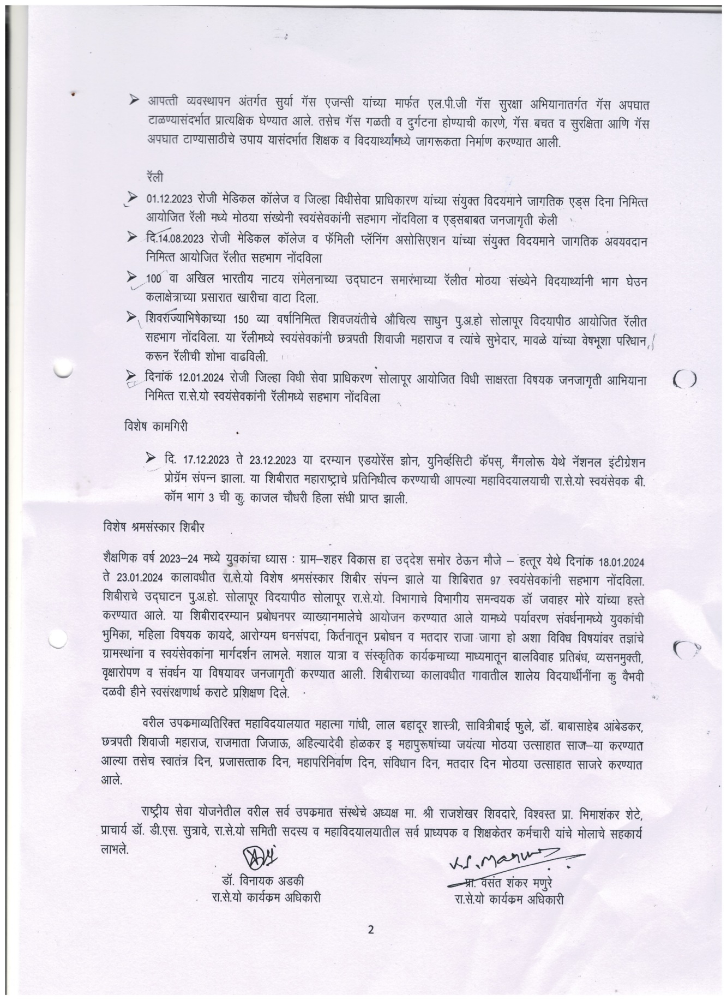 ➢ आपत्ती व्यवस्थापन अंतर्गत सुर्या गॅस एजन्सी यांच्या मार्फत एल.पी.जी गॅस सुरक्षा अभियानातर्गत गॅस अपघात
टाळण्यासंदर्भात प्रात्यक्षिक घेण्यात आले. तसेच गॅस गळती व दुर्गटना होण्याची कारणे, गॅस बचत व सुरक्षिता आणि गॅस
अपघात टाण्यासाठीचे उपाय यासंदर्भात शिक्षक व विदयार्थ्यांमध्ये जागरूकता निर्माण करण्यात आली.
रॅली
➢ 01.12.2023 रोजी मेडिकल कॉलेज व जिल्हा विधीसेवा प्राधिकारण यांच्या संयुक्त विदयमाने जागतिक एड्स दिना निमित्त
आयोजित रॅली मध्ये मोठया संख्येनी स्वयंसेवकांनी सहभाग नोंदविला व एड्सबाबत जनजागृती केली
➢ दि.14.08.2023 रोजी मेडिकल कॉलेज व फॅमिली प्लॅनिंग असोसिएशन यांच्या संयुक्त विदयमाने जागतिक अवयवदान
निमित्त आयोजित रॅलीत सहभाग नोंदविला
➢ 100 वा अखिल भारतीय नाटय संमेलनाच्या उद्घाटन समारंभाच्या रॅलीत मोठया संख्येने विदयार्थ्यानी भाग घेउन
कलाक्षेत्राच्या प्रसारात खारीचा वाटा दिला.
➢ शिवराज्याभिषेकाच्या 150 व्या वर्षानिमित्त शिवजयंतीचे औचित्य साधुन पु.अ.हो सोलापूर विदयापीठ आयोजित रॅलीत
सहभाग नोंदविला. या रॅलीमध्ये स्वयंसेवकांनी छत्रपती शिवाजी महाराज व त्यांचे सुभेदार, मावळे यांच्या वेषभूशा परिधान
करून रॅलीची शोभा वाढविली.
➢ दिनांक 12.01.2024 रोजी जिल्हा विधी सेवा प्राधिकरण सोलापूर आयोजित विधी साक्षरता विषयक जनजागृती आभियाना
निमित्त रा.से.यो स्वयंसेवकांनी रॅलीमध्ये सहभाग नोंदविला
विशेष कामगिरी
➢ दि. 17.12.2023 ते 23.12.2023 या दरम्यान एडयोरेंस झोन, युनिर्व्हसिटी कॅपस्, मैंगलोरू येथे नॅशनल इंटीग्रेशन
प्रोग्रॅम संपन्न झाला. या शिबीरात महाराष्ट्राचे प्रतिनिधीत्व करण्याची आपल्या महाविदयालयाची रा.से.यो स्वयंसेवक बी.
कॉम भाग 3 ची कु. काजल चौधरी हिला संधी प्राप्त झाली.
विशेष श्रमसंस्कार शिबीर
शैक्षणिक वर्ष 2023–24 मध्ये युवकांचा ध्यास : ग्राम–शहर विकास हा उद्देश समोर ठेऊन मौजे – हत्तूर येथे दिनांक 18.01.2024
ते 23.01.2024 कालावधीत रा.से.यो विशेष श्रमसंस्कार शिबीर संपन्न झाले या शिबिरात 97 स्वयंसेवकांनी सहभाग नोंदविला.
शिबीराचे उद्घाटन पु.अ.हो. सोलापूर विदयापीठ सोलापूर रा.से.यो. विभागाचे विभागीय समन्वयक डॉ जवाहर मोरे यांच्या हस्ते
करण्यात आले. या शिबीरादरम्यान प्रबोधनपर व्याख्यानमालेचे आयोजन करण्यात आले यामध्ये पर्यावरण संवर्धनामध्ये युवकांची
भुमिका, महिला विषयक कायदे, आरोग्यम धनसंपदा, किर्तनातून प्रबोधन व मतदार राजा जागा हो अशा विविध विषयांवर तज्ञांचे
ग्रामस्थांना व स्वयंसेवकांना मार्गदर्शन लाभले. मशाल यात्रा व संस्कृतिक कार्यक्रमाच्या माध्यमातून बालविवाह प्रतिबंध, व्यसनमुक्ती,
वृक्षारोपण व संवर्धन या विषयावर जनजागृती करण्यात आली. शिबीराच्या कालावधीत गावातील शालेय विदयार्थीनींना कु वैभवी
दळवी हीने स्वसंरक्षणार्थ कराटे प्रशिक्षण दिले.
वरील उपक्रमाव्यतिरिक्त महाविदयालयात महात्मा गांधी, लाल बहादूर शास्त्री, सावित्रीबाई फुले, डॉ. बाबासाहेब आंबेडकर,
छत्रपती शिवाजी महाराज, राजमाता जिजाऊ, अहिल्यादेवी होळकर इ महापुरूषांच्या जयंत्या मोठया उत्साहात साज–या करण्यात
आल्या तसेच स्वातंत्र दिन, प्रजासत्ताक दिन, महापरिनिर्वाण दिन, संविधान दिन, मतदार दिन मोठया उत्साहात साजरे करण्यात
आले.
राष्ट्रीय सेवा योजनेतील वरील सर्व उपक्रमात संस्थेचे अध्यक्ष मा. श्री राजशेखर शिवदारे, विश्वस्त प्रा. भिमाशंकर शेटे,
प्राचार्य डॉ. डी.एस. सुत्रावे, रा.से.यो समिती सदस्य व महाविदयालयातील सर्व प्राध्यपक व शिक्षकेतर कर्मचारी यांचे मोलाचे सहकार्य
लाभले.
डॉ. विनायक अडकी
रा.से.यो कार्यक्रम अधिकारी
प्रा. वसंत शंकर मणुरे
रा.से.यो कार्यक्रम अधिकारी
2